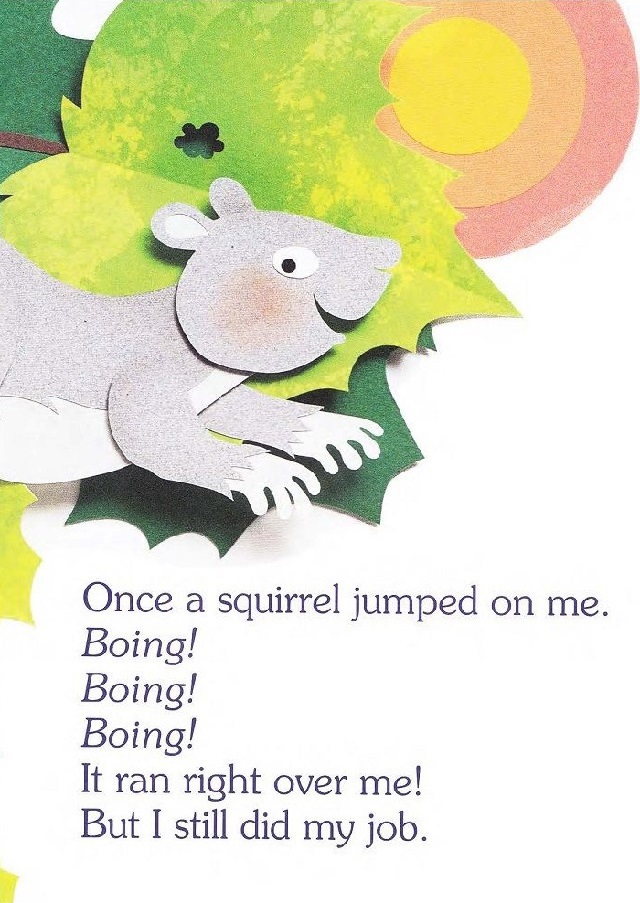 Once a squirrel jumped on me.
Boing!
Boing!
Boing!
It ran right over me!
But I still did my job.